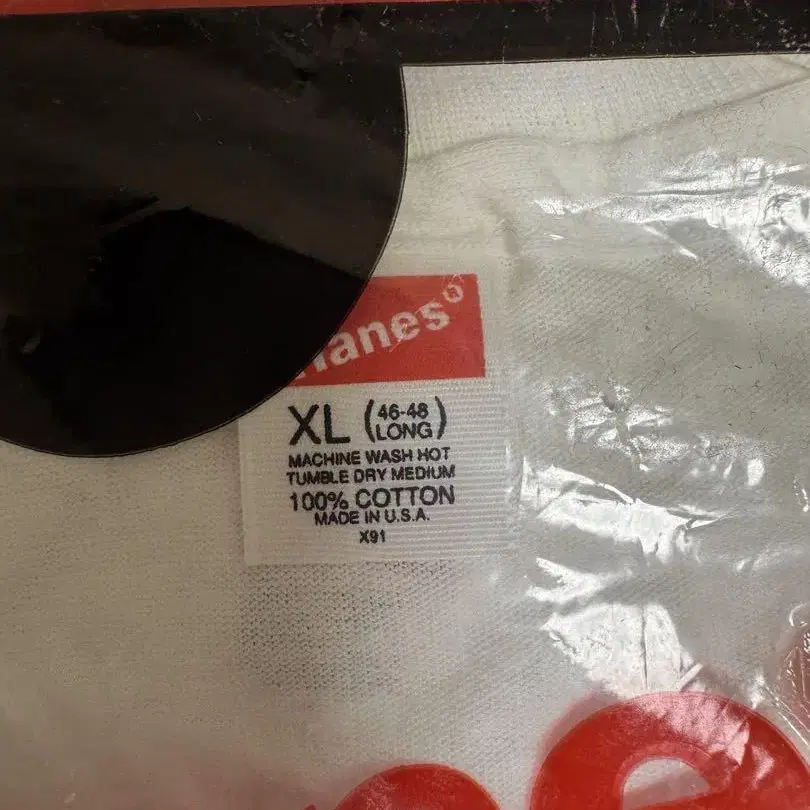 Hanes®
XL (46-48 LONG)
MACHINE WASH HOT
TUMBLE DRY MEDIUM
100% COTTON
MADE IN U.S.A.
X91